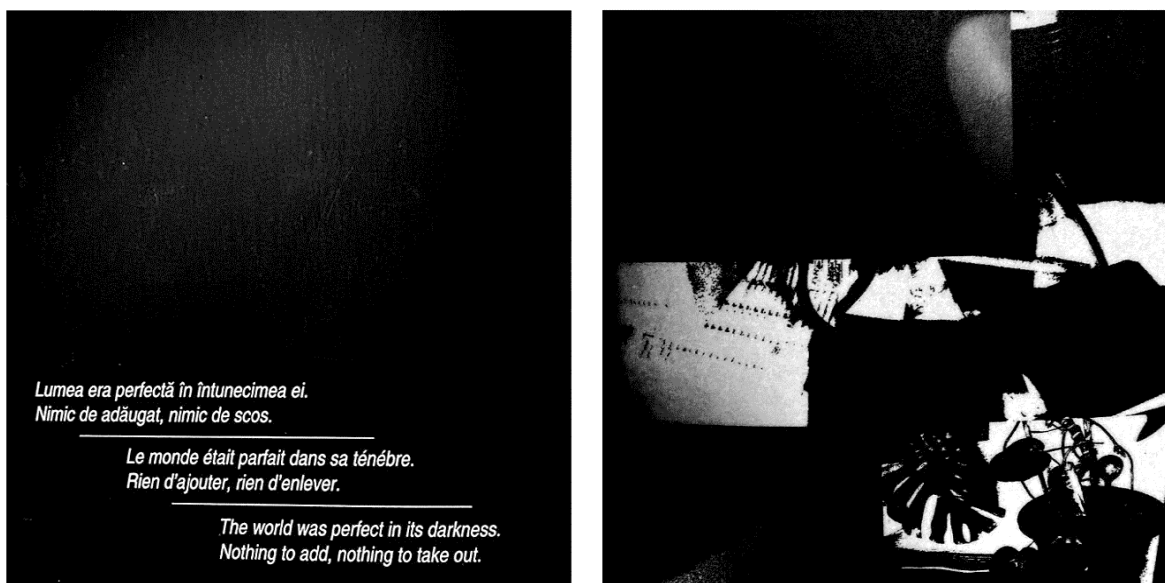 Lumea era perfectă în întunecimea ei.
Nimic de adăugat, nimic de scos.
Le monde était parfait dans sa ténébre.
Rien d'ajouter, rien d'enlever.
The world was perfect in its darkness.
Nothing to add, nothing to take out.